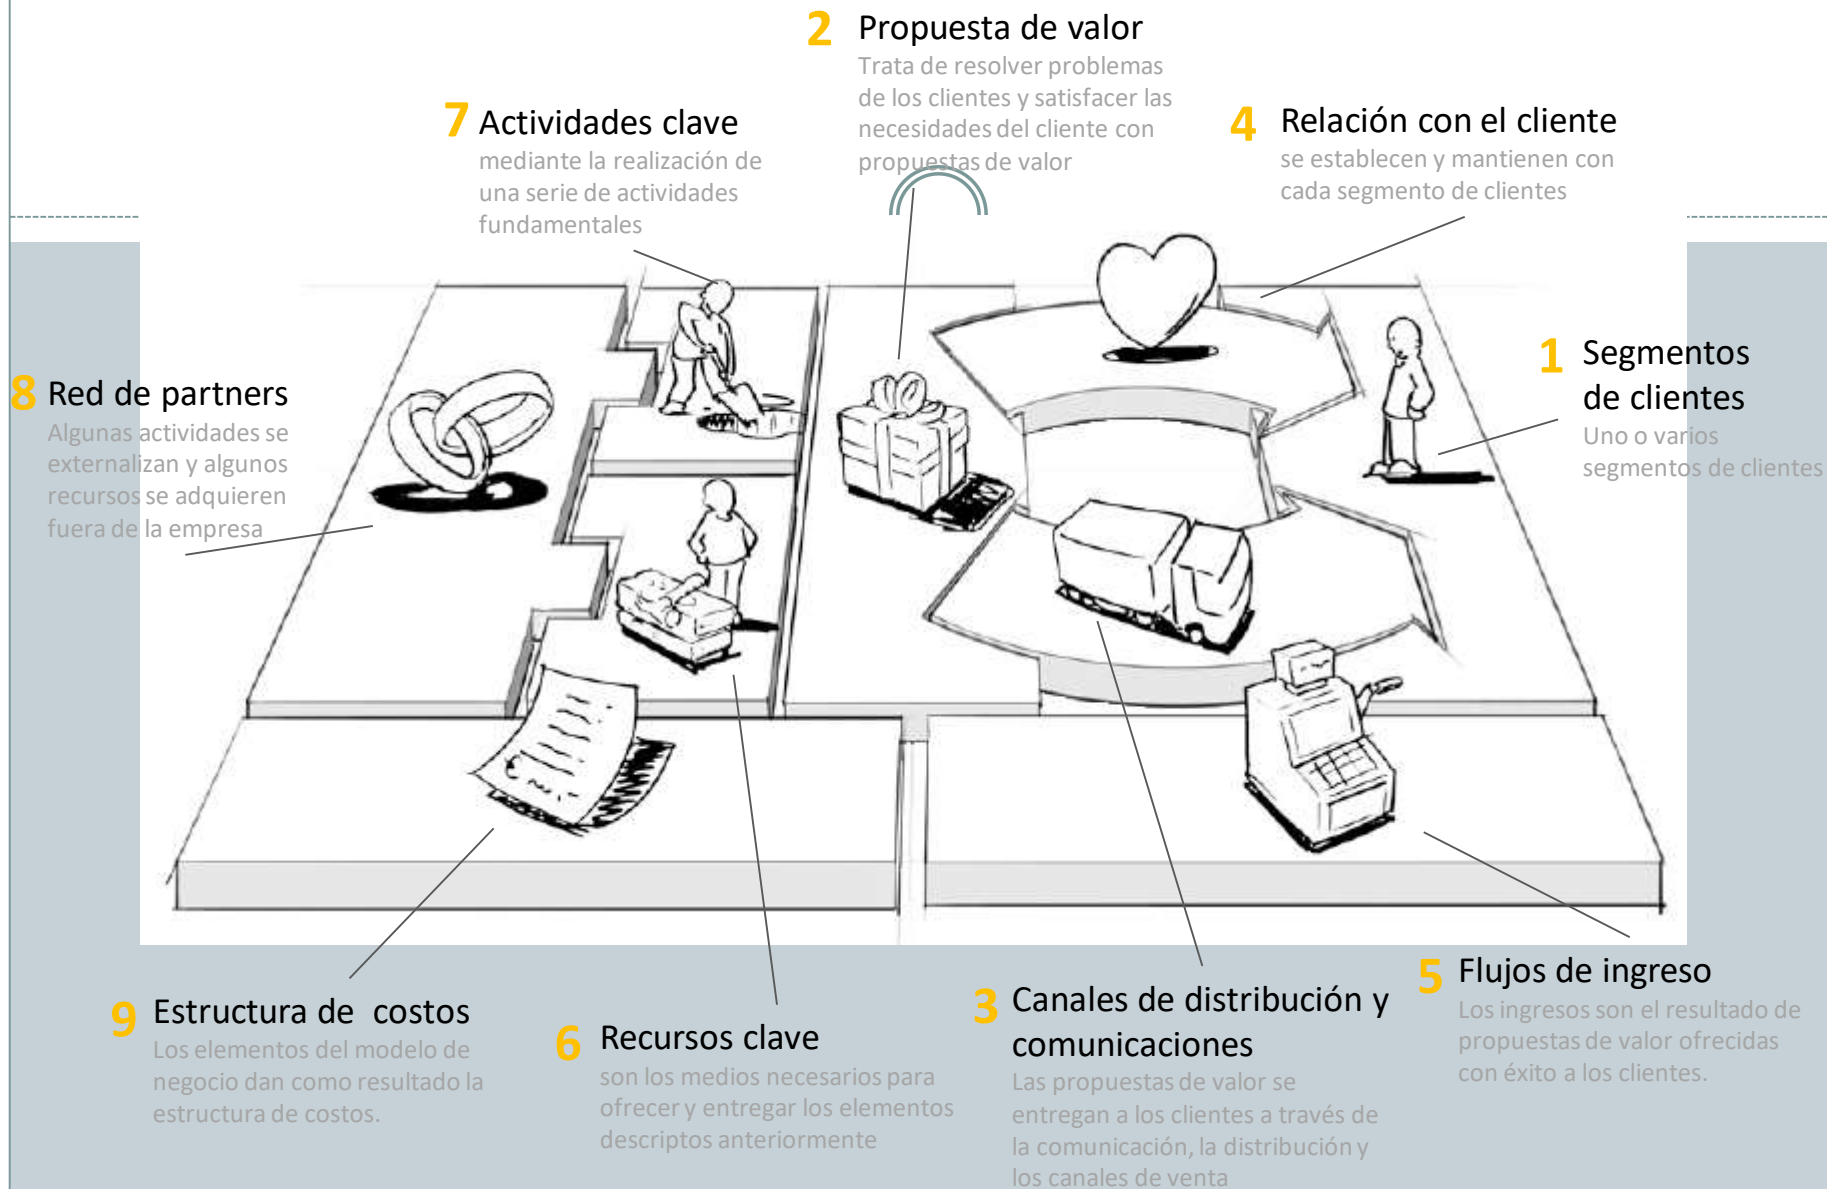 2 Propuesta de valor
Trata de resolver problemas
de los clientes y satisfacer las
necesidades del cliente con
propuestas de valor
7 Actividades clave
mediante la realización de
una serie de actividades
fundamentales
4 Relación con el cliente
se establecen y mantienen con
cada segmento de clientes
1 Segmentos
de clientes
Uno o varios
segmentos de clientes
8 Red de partners
Algunas actividades se
externalizan y algunos
recursos se adquieren
fuera de la empresa
9 Estructura de costos
Los elementos del modelo de
negocio dan como resultado la
estructura de costos.
6 Recursos clave
son los medios necesarios para
ofrecer y entregar los elementos
descriptos anteriormente
3 Canales de distribución y
comunicaciones
Las propuestas de valor se
entregan a los clientes a través de
la comunicación, la distribución y
los canales de venta
5 Flujos de ingreso
Los ingresos son el resultado de
propuestas de valor ofrecidas
con éxito a los clientes.